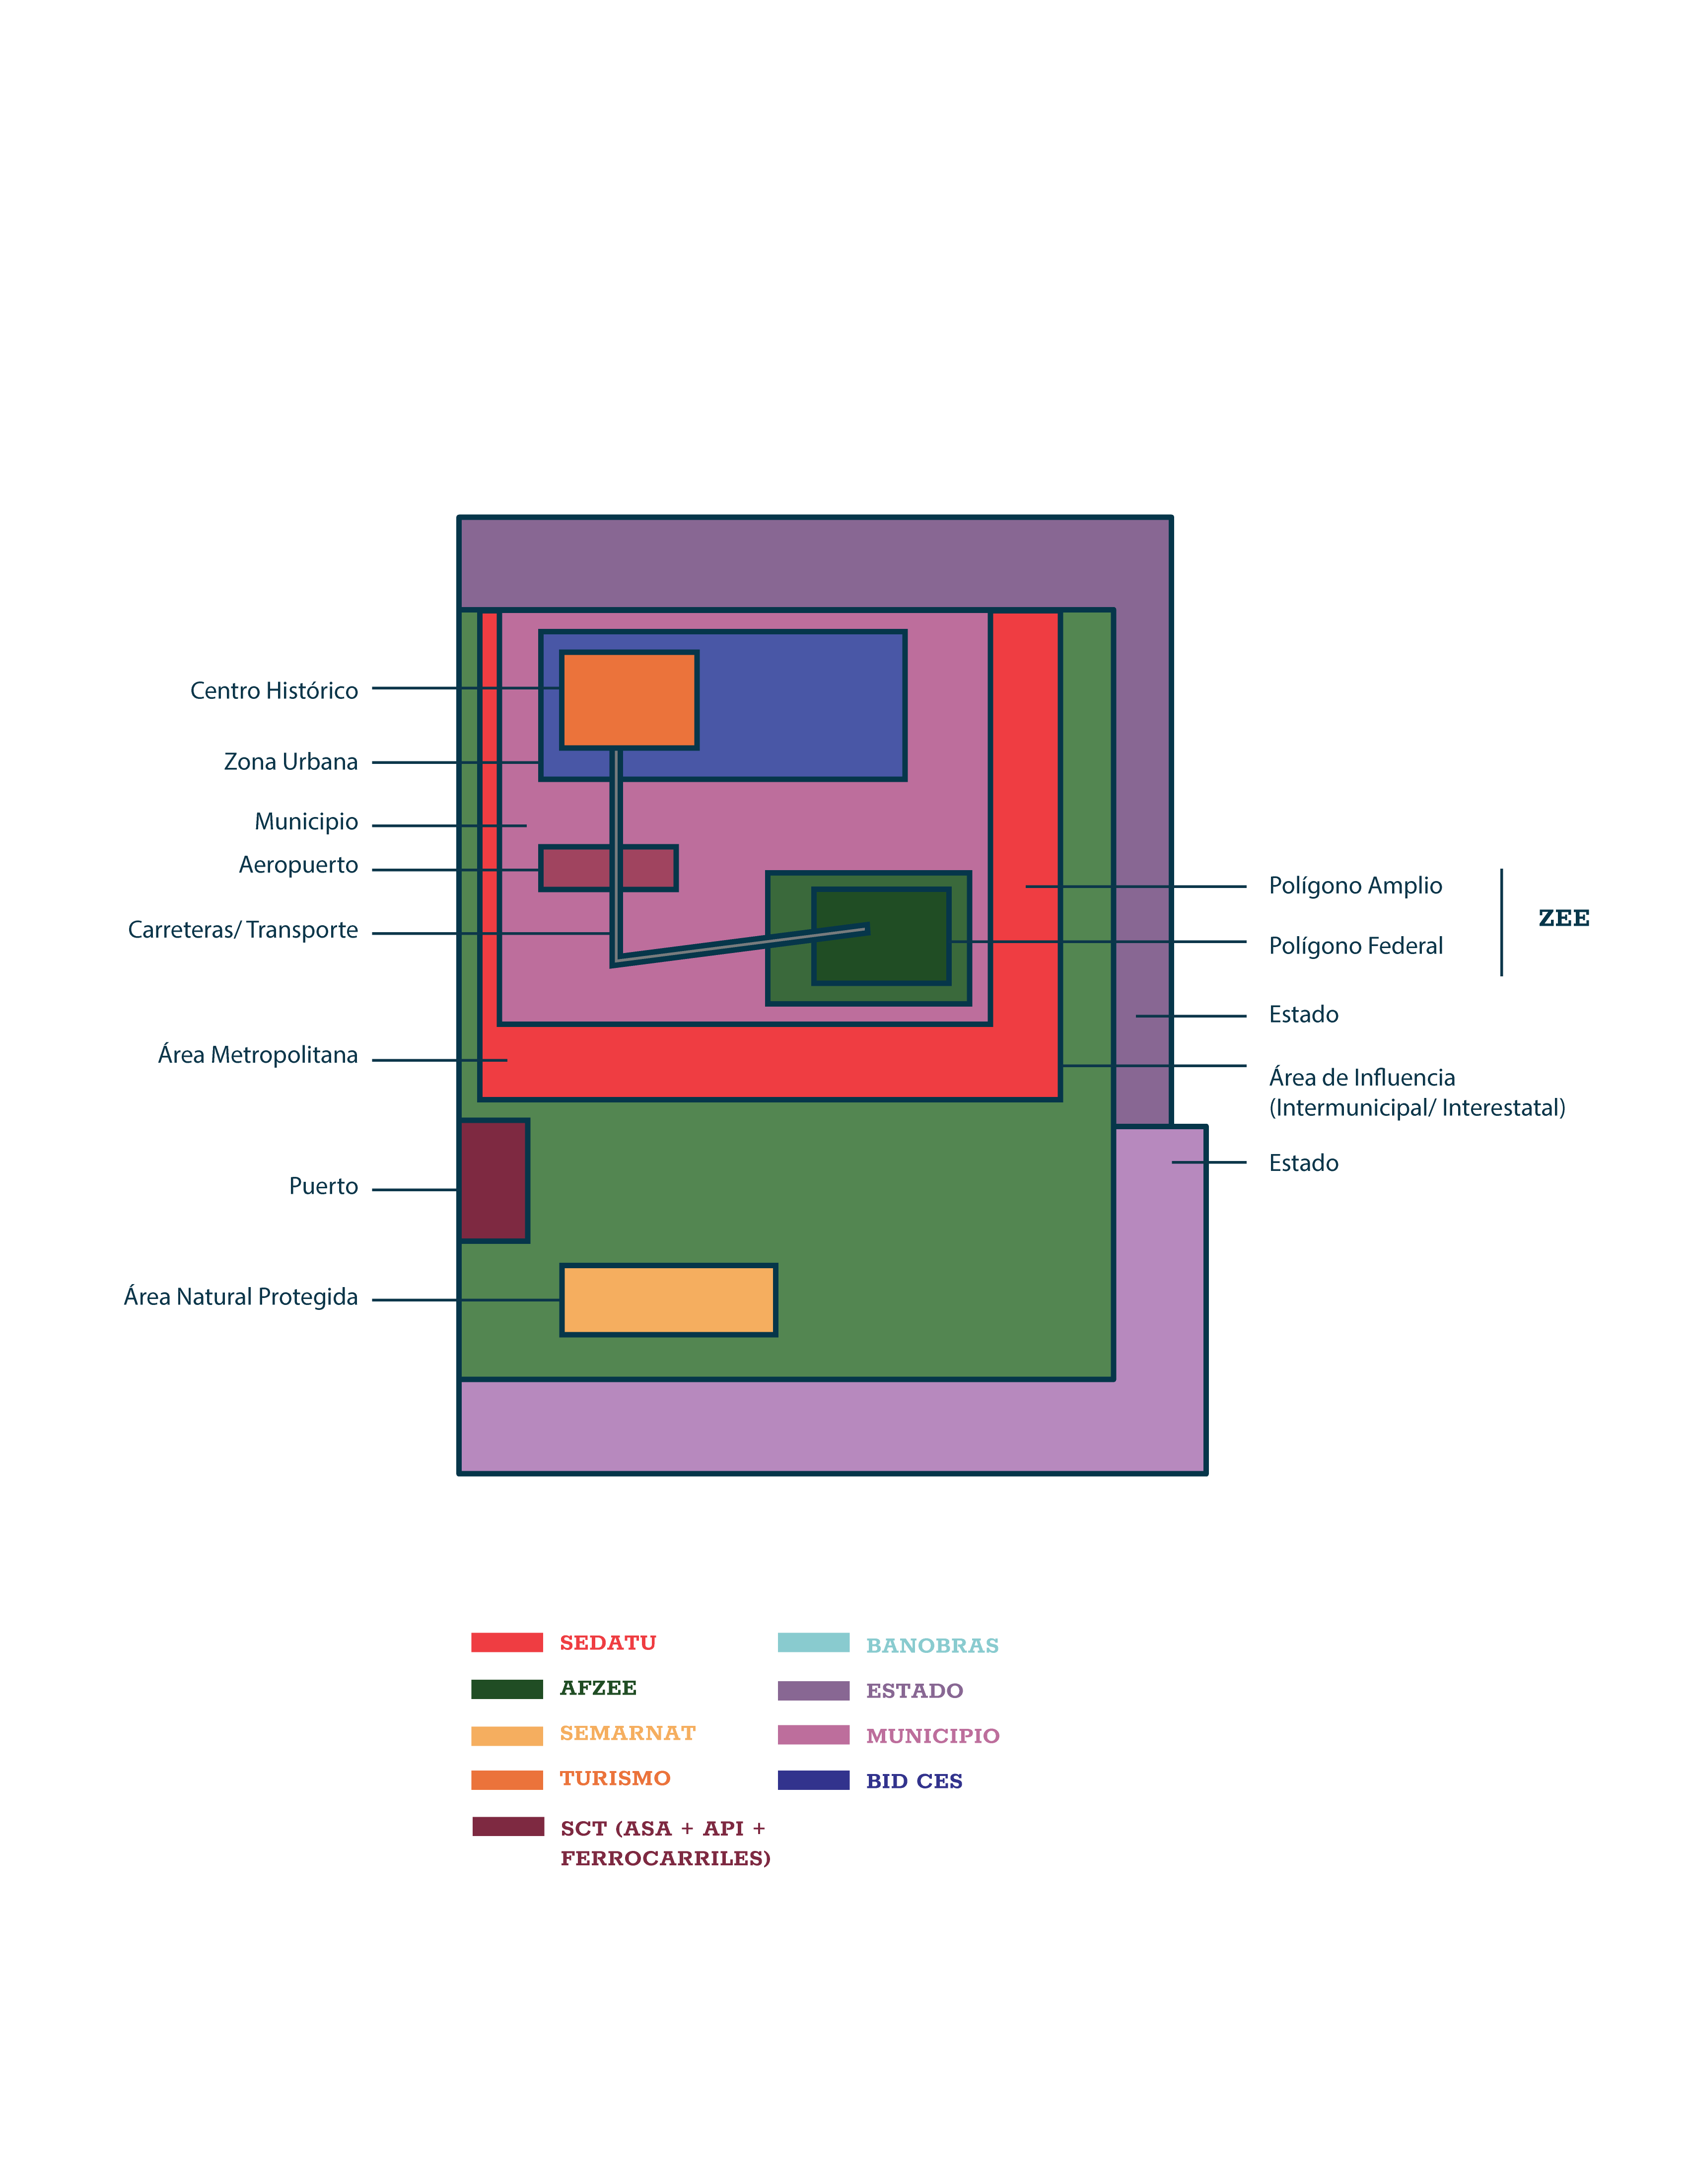 Centro Histórico
Zona Urbana
Municipio
Aeropuerto
Carreteras/ Transporte
Área Metropolitana
Puerto
Área Natural Protegida
Polígono Amplio
Polígono Federal
ZEE
Estado
Área de Influencia
(Intermunicipal/ Interestatal)
Estado
SEDATU
AFZEE
SEMARNAT
TURISMO
SCT (ASA + API +
FERROCARRILES)
BANOBRAS
ESTADO
MUNICIPIO
BID CES